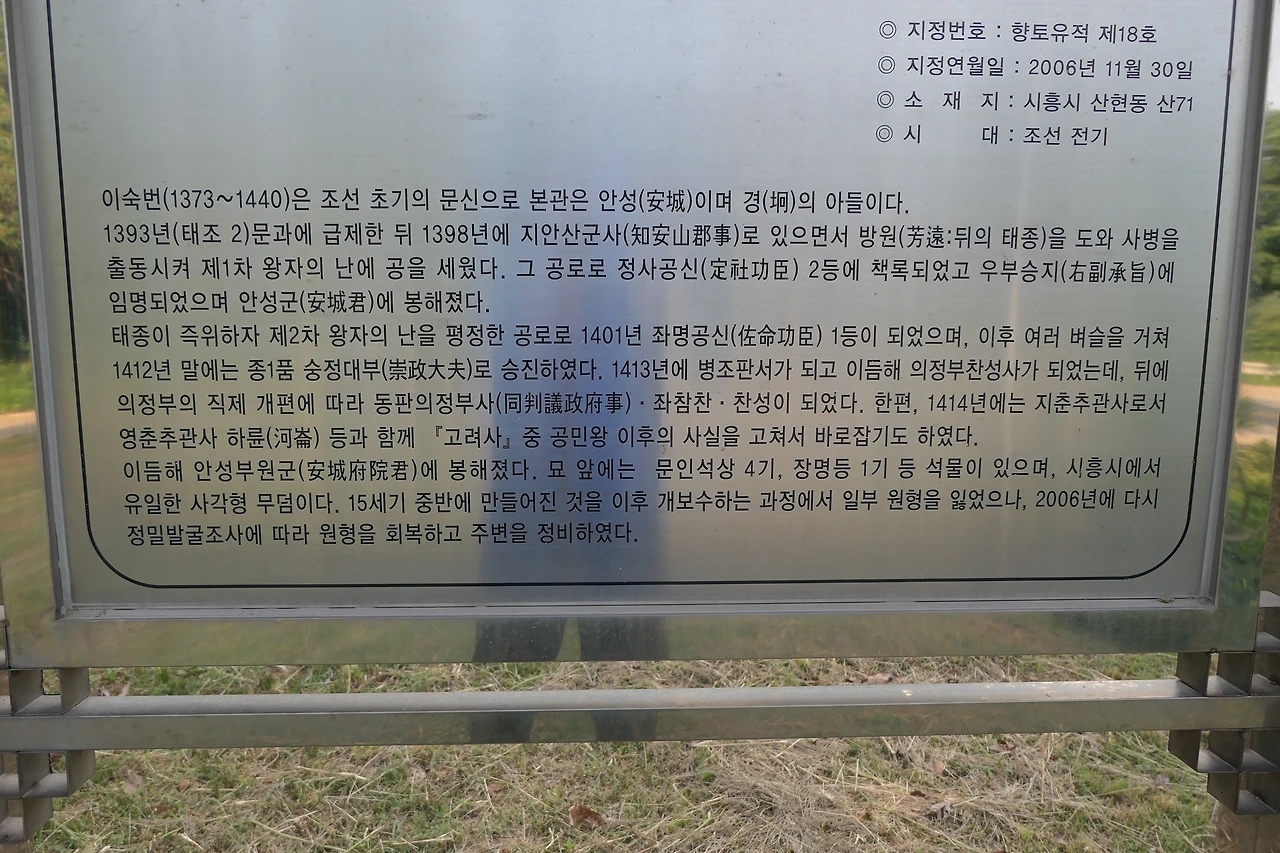 ◎ 지정번호 : 향토유적 제18호
◎ 지정연월일 : 2006년 11월 30일
◎ 소 재 지 : 시흥시 산현동 산71
◎ 시 대 : 조선 전기
이숙번(1373~1440)은 조선 초기의 문신으로 본관은 안성(安城)이며 경(坰)의 아들이다.
1393년(태조 2)문과에 급제한 뒤 1398년에 지안산군사(知安山郡事)로 있으면서 방원(芳遠:뒤의 태종)을 도와 사병을
출동시켜 제1차 왕자의 난에 공을 세웠다. 그 공로로 정사공신(定社功臣) 2등에 책록되었고 우부승지(右副承旨)에
임명되었으며 안성군(安城君)에 봉해졌다.
태종이 즉위하자 제2차 왕자의 난을 평정한 공로로 1401년 좌명공신(佐命功臣) 1등이 되었으며, 이후 여러 벼슬을 거쳐
1412년 말에는 종1품 숭정대부(崇政大夫)로 승진하였다. 1413년에 병조판서가 되고 이듬해 의정부찬성사가 되었는데, 뒤에
의정부의 직제 개편에 따라 동판의정부사(同判議政府事)·좌참찬·찬성이 되었다. 한편, 1414년에는 지춘추관사로서
영춘추관사 하륜(河崙) 등과 함께 『고려사』중 공민왕 이후의 사실을 고쳐서 바로잡기도 하였다.
이듬해 안성부원군(安城府院君)에 봉해졌다. 묘 앞에는 문인석상 4기, 장명등 1기 등 석물이 있으며, 시흥시에서
유일한 사각형 무덤이다. 15세기 중반에 만들어진 것을 이후 개보수하는 과정에서 일부 원형을 잃었으나, 2006년에 다시
정밀발굴조사에 따라 원형을 회복하고 주변을 정비하였다.